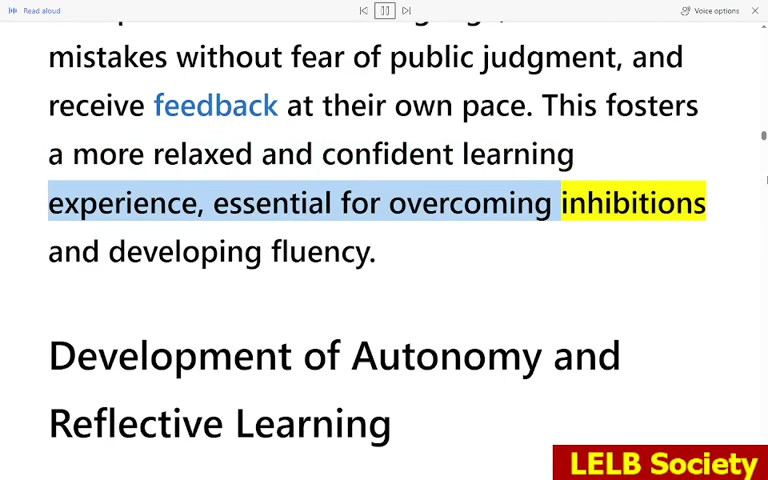 Read aloud
Voice options
mistakes without fear of public judgment, and
receive feedback at their own pace. This fosters
a more relaxed and confident learning
experience, essential for overcoming inhibitions
and developing fluency.
Development of Autonomy and
Reflective Learning
LELB Society